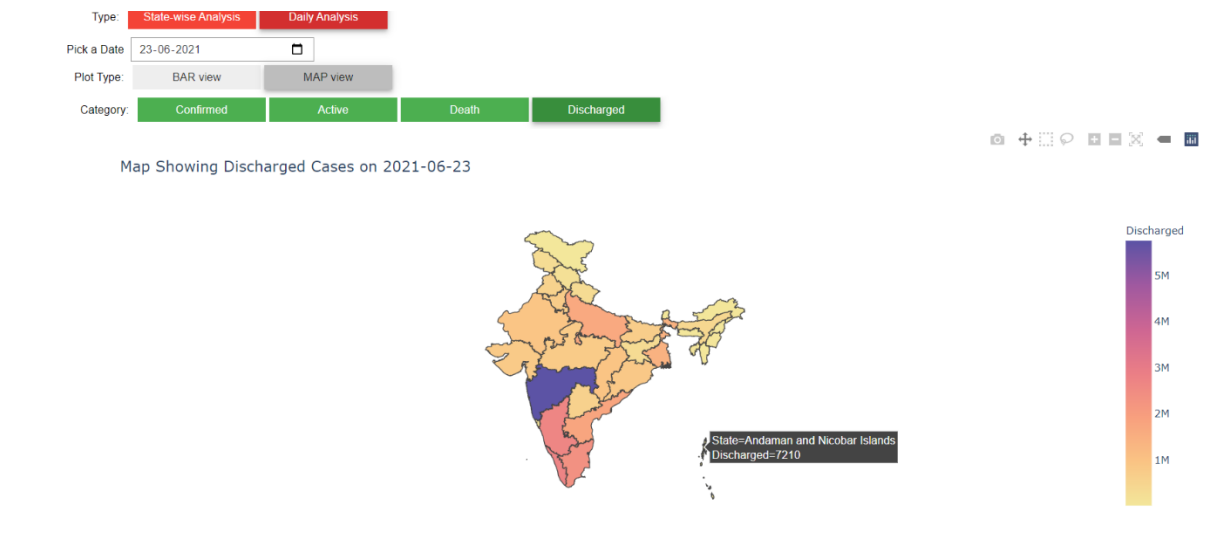 Type: State-wise Analysis Daily Analysis
Pick a Date 23-06-2021
Plot Type: BAR view MAP view
Category: Confirmed Active Death Discharged
Map Showing Discharged Cases on 2021-06-23
Discharged
5M
4M
3M
2M
1M
State=Andaman and Nicobar Islands
Discharged=7210